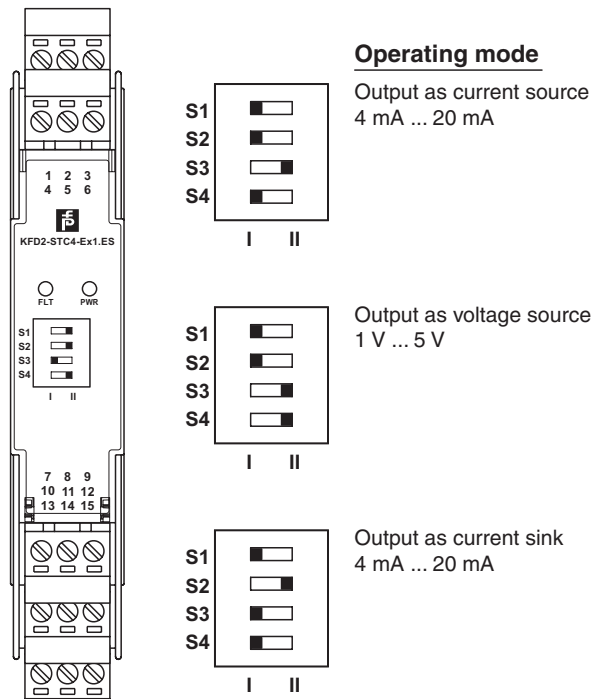 1 2 3
4 5 6
KFD2-STC4-Ex1.ES
FLT PWR
S1
S2
S3
S4
I II
7 8 9
10 11 12
13 14 15
Operating mode
S1
S2
S3
S4
I II
Output as current source
4 mA ... 20 mA
S1
S2
S3
S4
I II
Output as voltage source
1 V ... 5 V
S1
S2
S3
S4
I II
Output as current sink
4 mA ... 20 mA